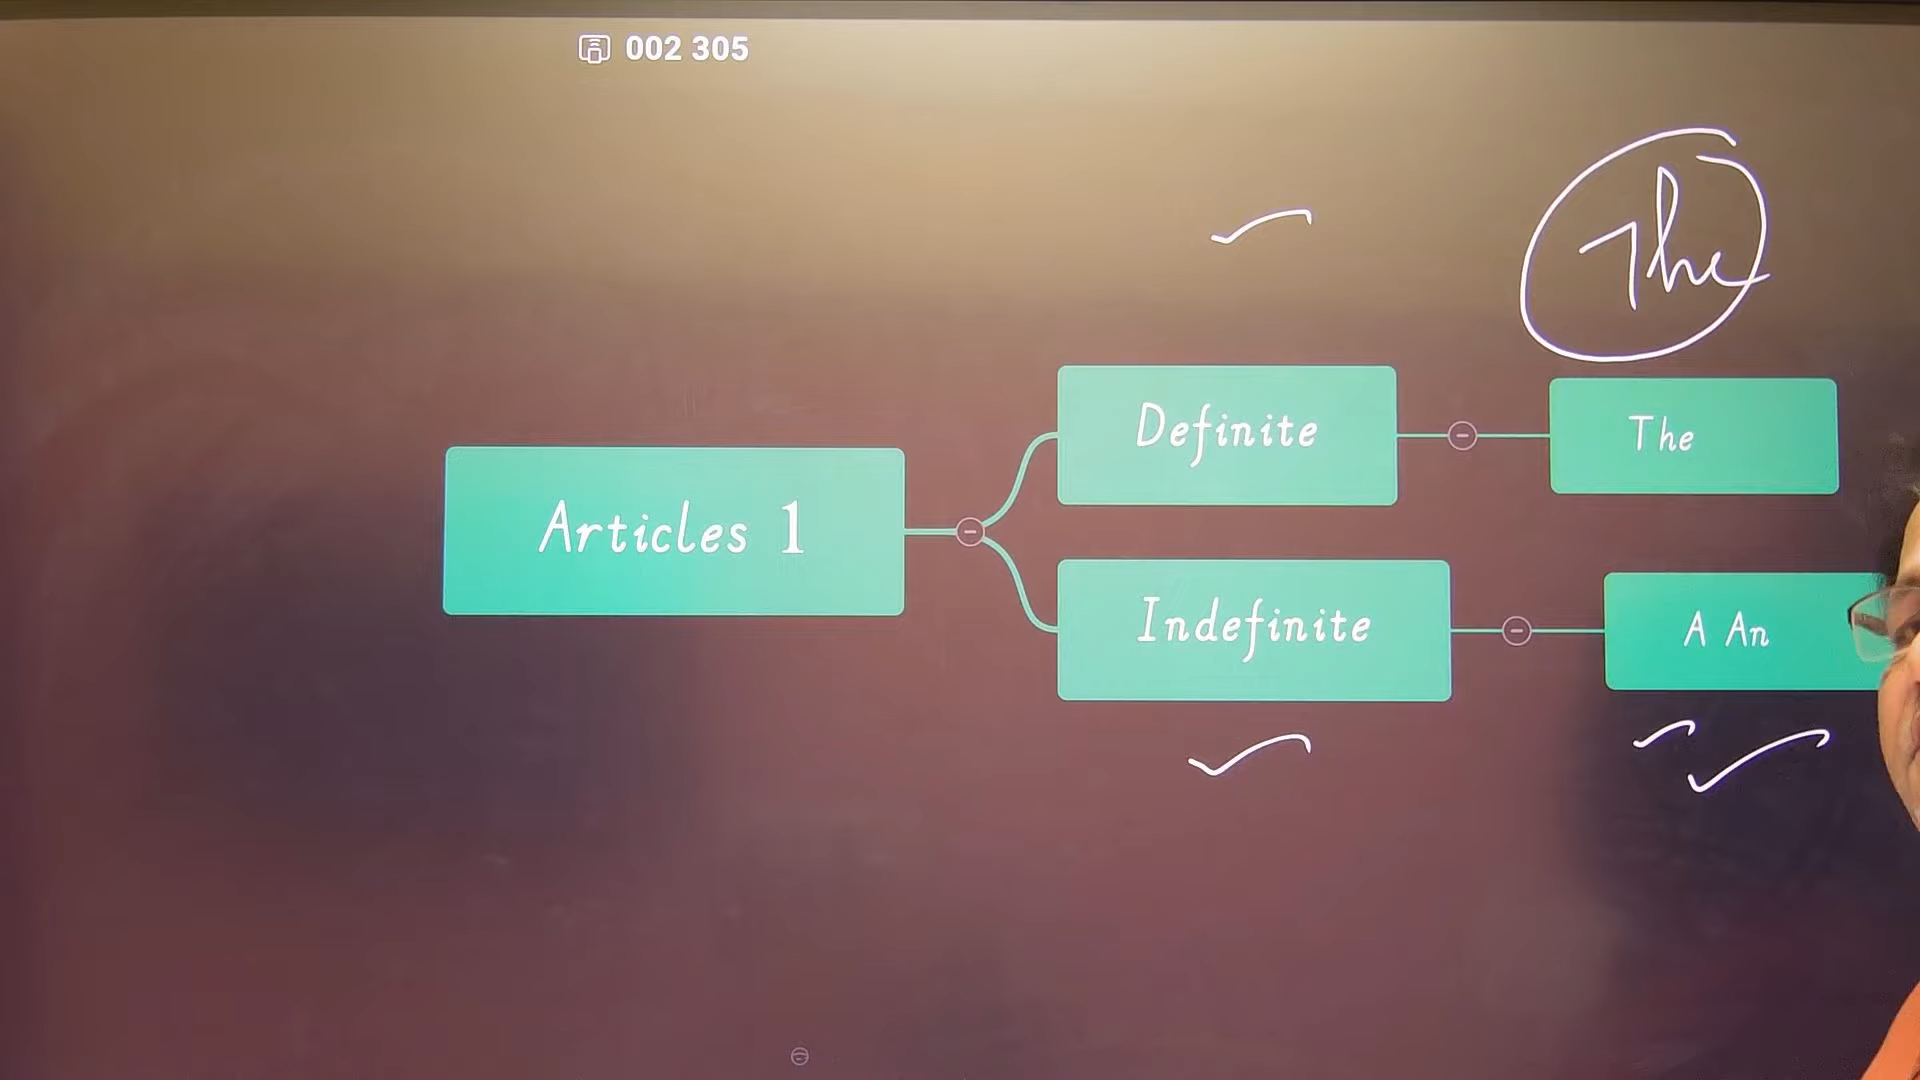 002 305
The
Definite
The
Articles 1
Indefinite
A An